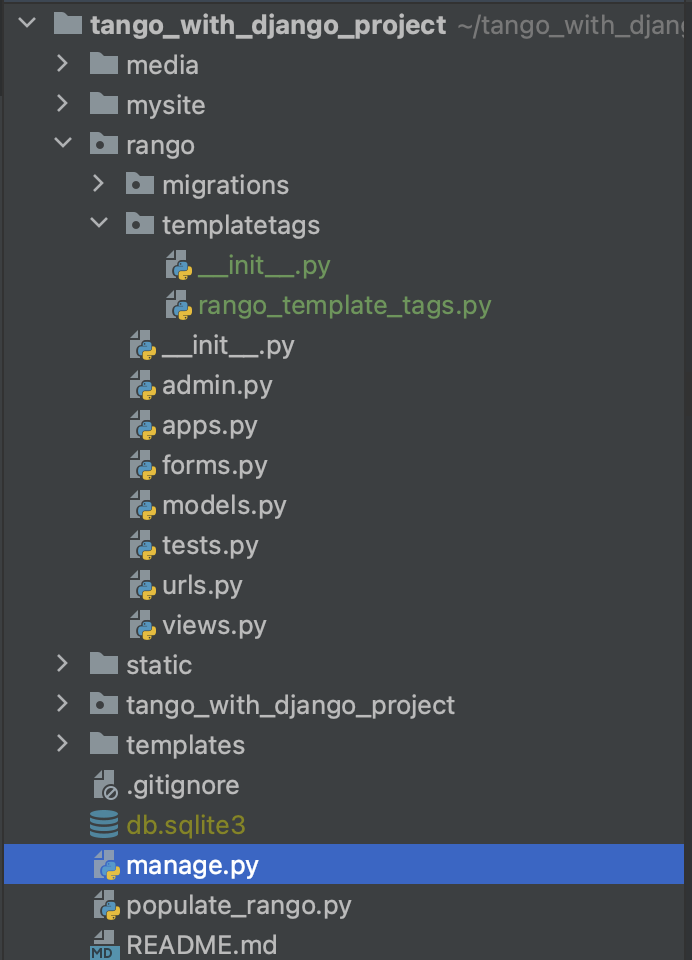 tango_with_django_project ~/tango_with_djang
media
mysite
rango
migrations
templatetags
__init__.py
rango_template_tags.py
__init__.py
admin.py
apps.py
forms.py
models.py
tests.py
urls.py
views.py
static
tango_with_django_project
templates
.gitignore
db.sqlite3
manage.py
populate_rango.py
MD README.md